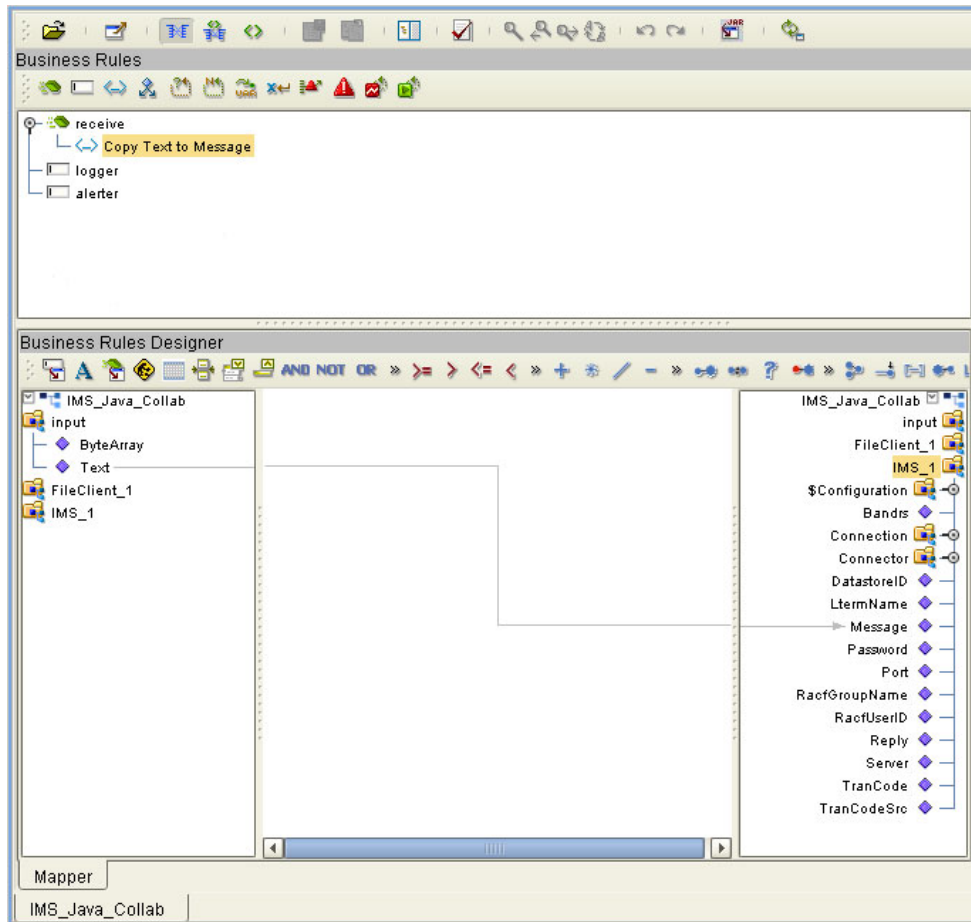 JAR
Business Rules
receive
Copy Text to Message
logger
alerter
Business Rules Designer
A AND NOT OR » >= > <= < » + / - » ? » »
IMS_Java_Collab
input
ByteArray
Text
FileClient_1
IMS_1
IMS_Java_Collab
input
FileClient_1
IMS_1
$Configuration
Bandrs
Connection
Connector
DatastoreID
LtermName
Message
Password
Port
RacfGroupName
RacfUserID
Reply
Server
TranCode
TranCodeSrc
Mapper
IMS_Java_Collab